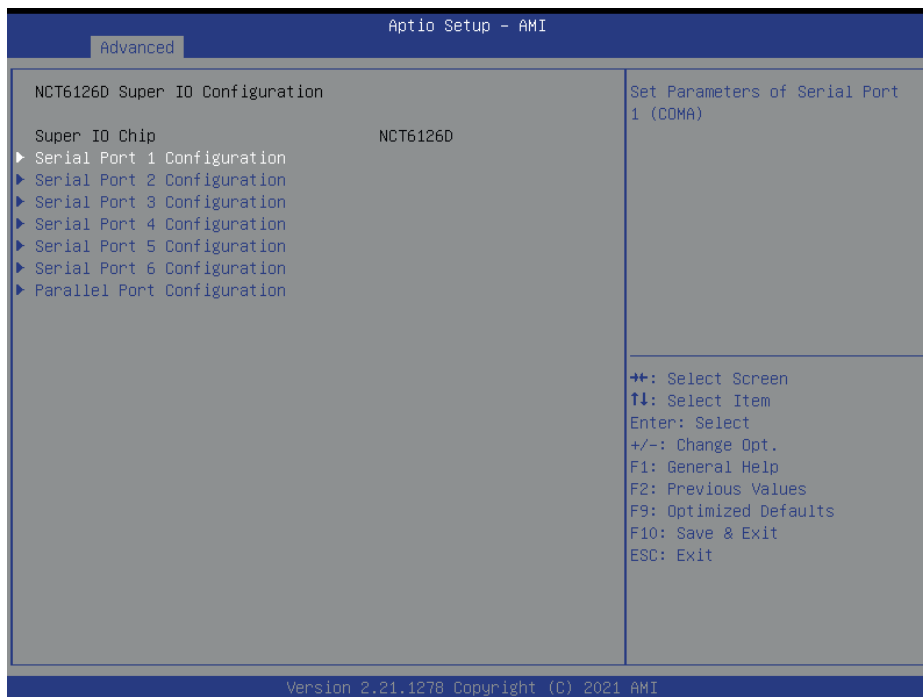 Aptio Setup – AMI
Advanced
NCT6126D Super IO Configuration
Super IO Chip NCT6126D
Serial Port 1 Configuration
Serial Port 2 Configuration
Serial Port 3 Configuration
Serial Port 4 Configuration
Serial Port 5 Configuration
Serial Port 6 Configuration
Parallel Port Configuration
Set Parameters of Serial Port
1 (COMA)
→←: Select Screen
↑↓: Select Item
Enter: Select
+/-: Change Opt.
F1: General Help
F2: Previous Values
F9: Optimized Defaults
F10: Save & Exit
ESC: Exit
Version 2.21.1278 Copyright (C) 2021 AMI